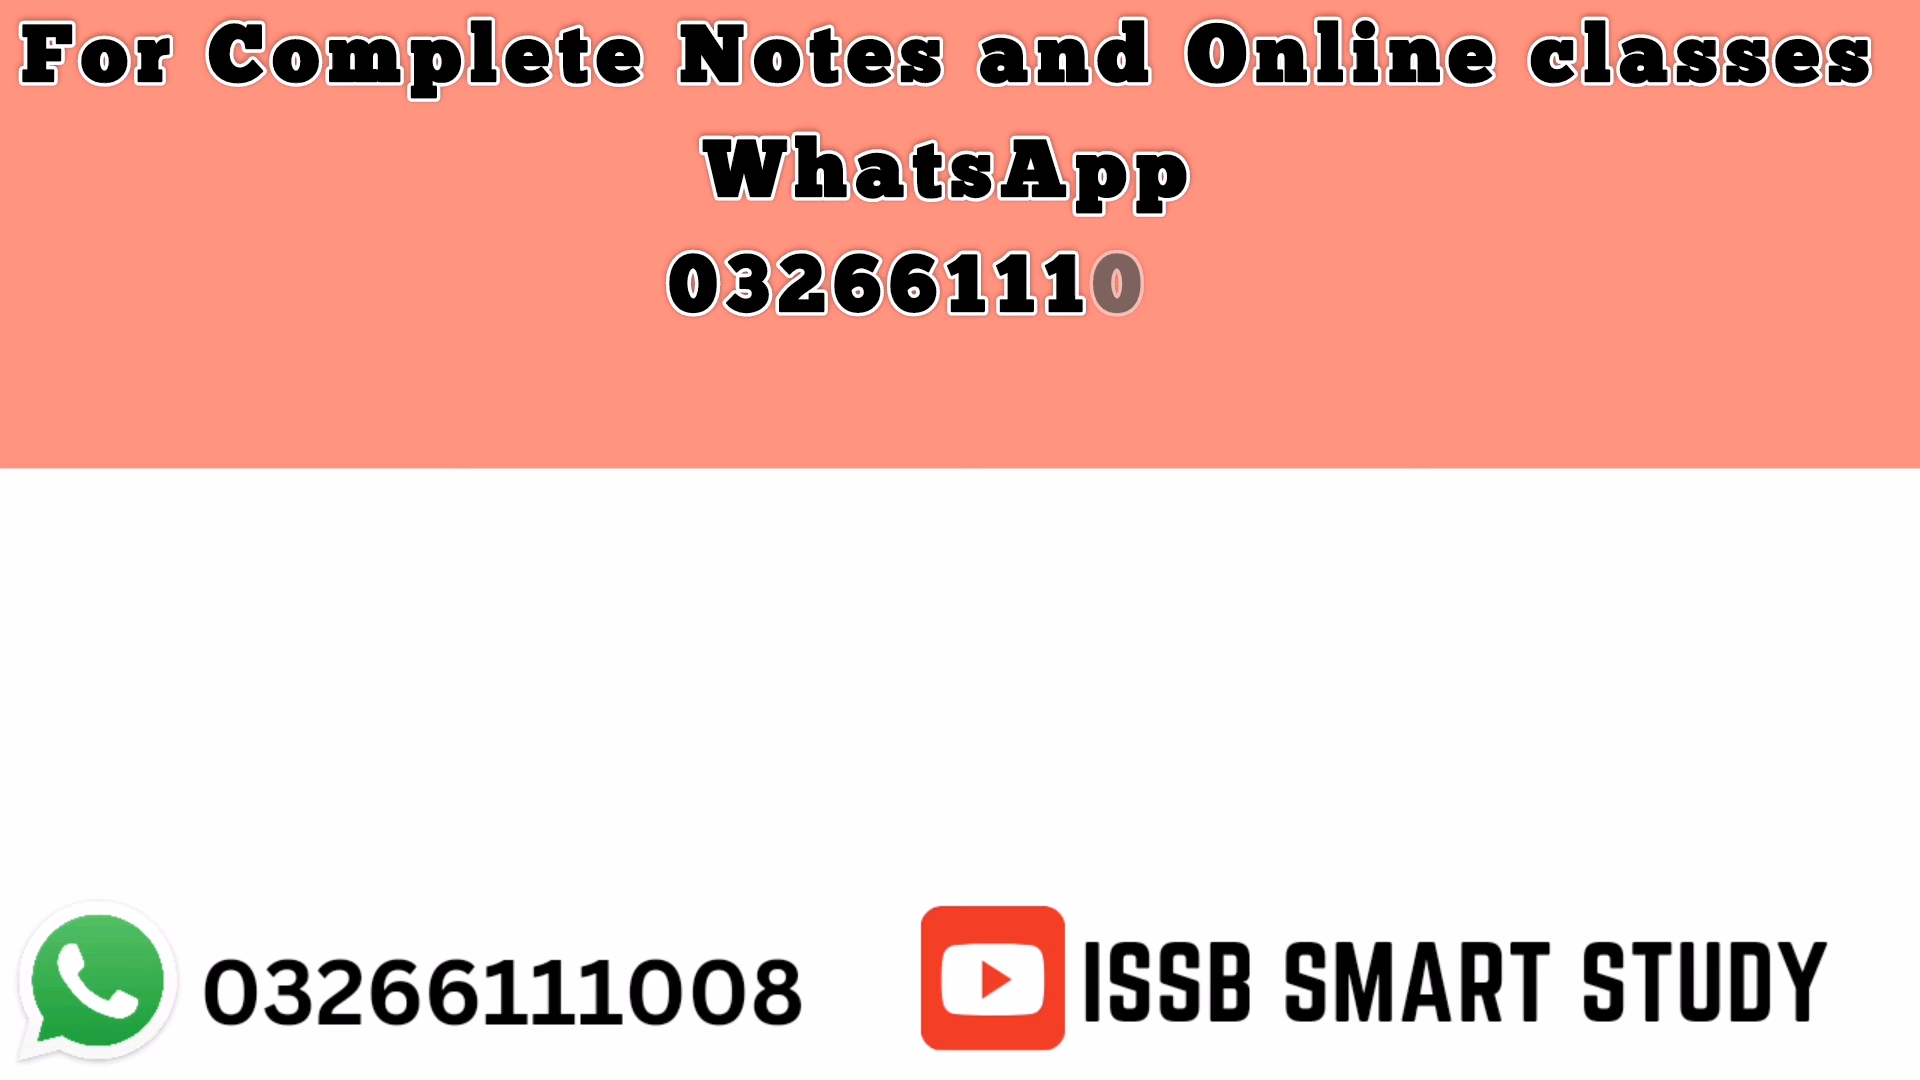 For Complete Notes and Online classes
WhatsApp
032661110
03266111008
ISSB SMART STUDY